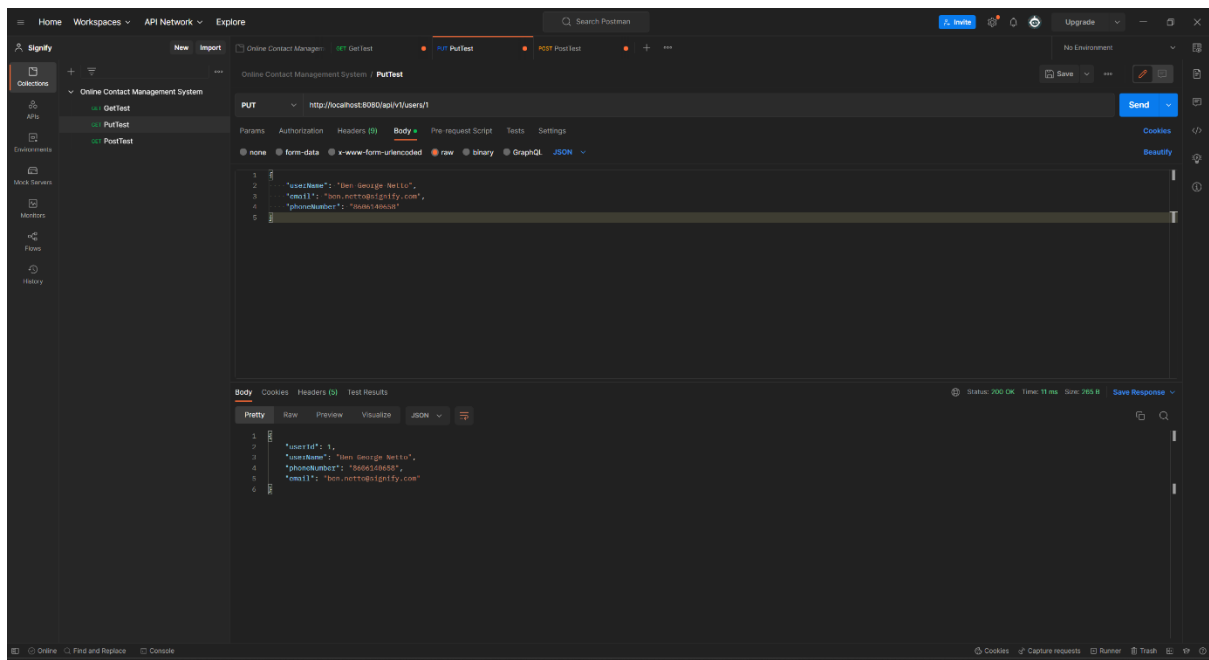 Home Workspaces API Network Explore Search Postman Invite Upgrade
Signify New Import Online Contact Managem GET GetTest PUT PutTest POST PostTest No Environment
Collections
APIs
Environments
Mock Servers
Monitors
Flows
History
Online Contact Management System
GET GetTest
GET PutTest
GET PostTest
Online Contact Management System / PutTest Save
PUT http://localhost:8080/api/v1/users/1 Send
Params Authorization Headers (9) Body Pre-request Script Tests Settings Cookies
none form-data x-www-form-urlencoded raw binary GraphQL JSON Beautify
1 {
2 "userName": "Ben George Netto",
3 "email": "ben.netto@signify.com",
4 "phoneNumber": "8606140658"
5 }
Body Cookies Headers (5) Test Results Status: 200 OK Time: 11 ms Size: 265 B Save Response
Pretty Raw Preview Visualize JSON
1 {
2 "userId": 1,
3 "userName": "Ben George Netto",
4 "phoneNumber": "8606140658",
5 "email": "ben.netto@signify.com"
6 }
Online Find and Replace Console Cookies Capture requests Runner Trash